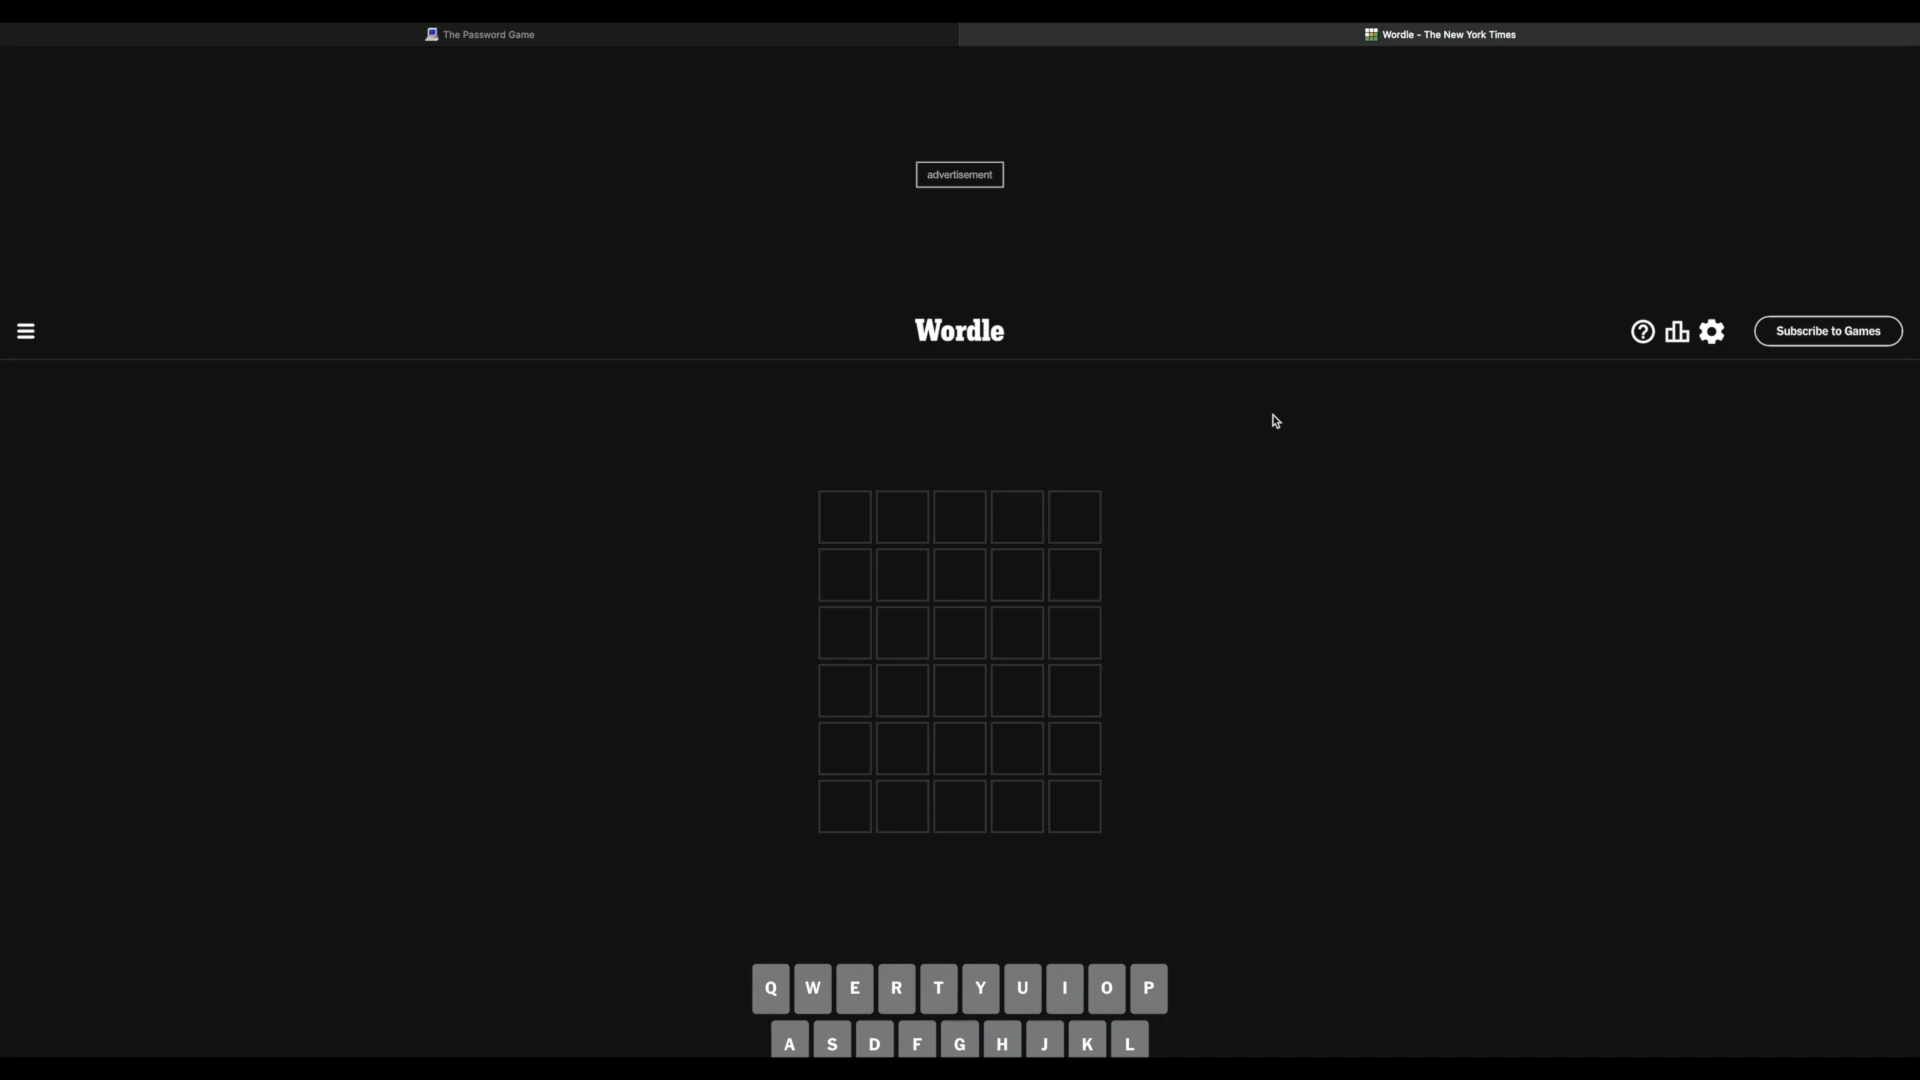 The Password Game
Wordle - The New York Times
advertisement
Wordle
Subscribe to Games
Q W E R T Y U I O P
A S D F G H J K L